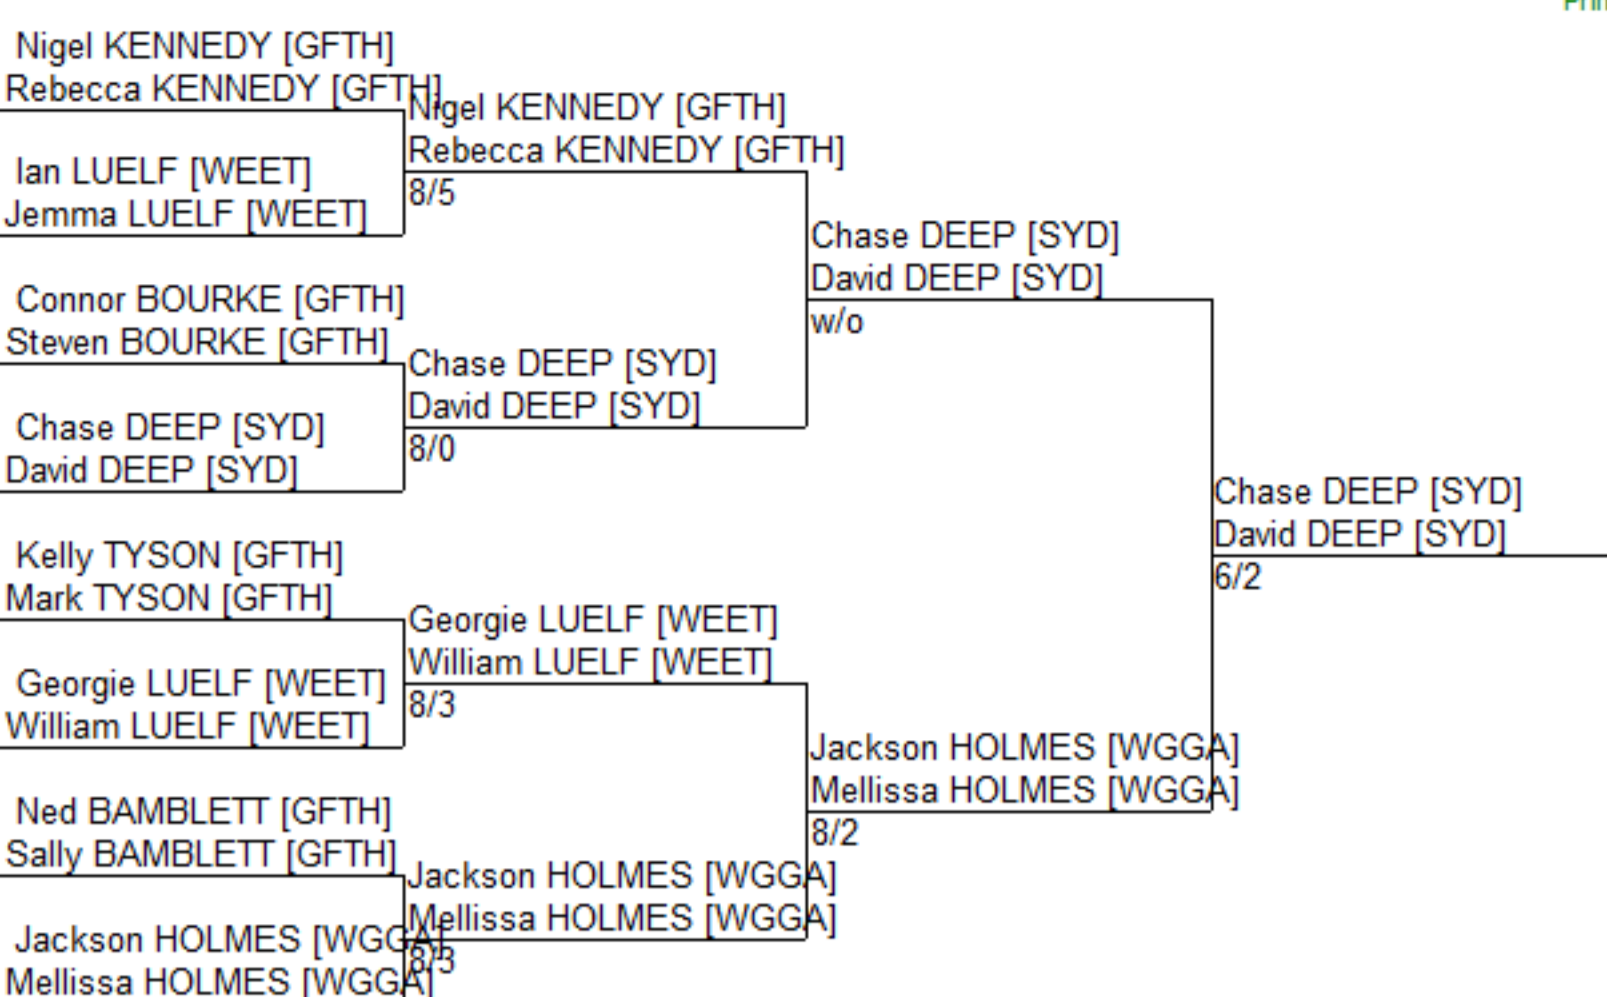 Nigel KENNEDY [GFTH]
Rebecca KENNEDY [GFTH]
Ian LUELF [WEET]
Jemma LUELF [WEET]
Connor BOURKE [GFTH]
Steven BOURKE [GFTH]
Chase DEEP [SYD]
David DEEP [SYD]
Kelly TYSON [GFTH]
Mark TYSON [GFTH]
Georgie LUELF [WEET]
William LUELF [WEET]
Ned BAMBLETT [GFTH]
Sally BAMBLETT [GFTH]
Jackson HOLMES [WGGA]
Mellissa HOLMES [WGGA]
Nigel KENNEDY [GFTH]
Rebecca KENNEDY [GFTH]
8/5
Chase DEEP [SYD]
David DEEP [SYD]
8/0
Georgie LUELF [WEET]
William LUELF [WEET]
8/3
Jackson HOLMES [WGGA]
Mellissa HOLMES [WGGA]
8/3
Chase DEEP [SYD]
David DEEP [SYD]
w/o
Jackson HOLMES [WGGA]
Mellissa HOLMES [WGGA]
8/2
Chase DEEP [SYD]
David DEEP [SYD]
6/2